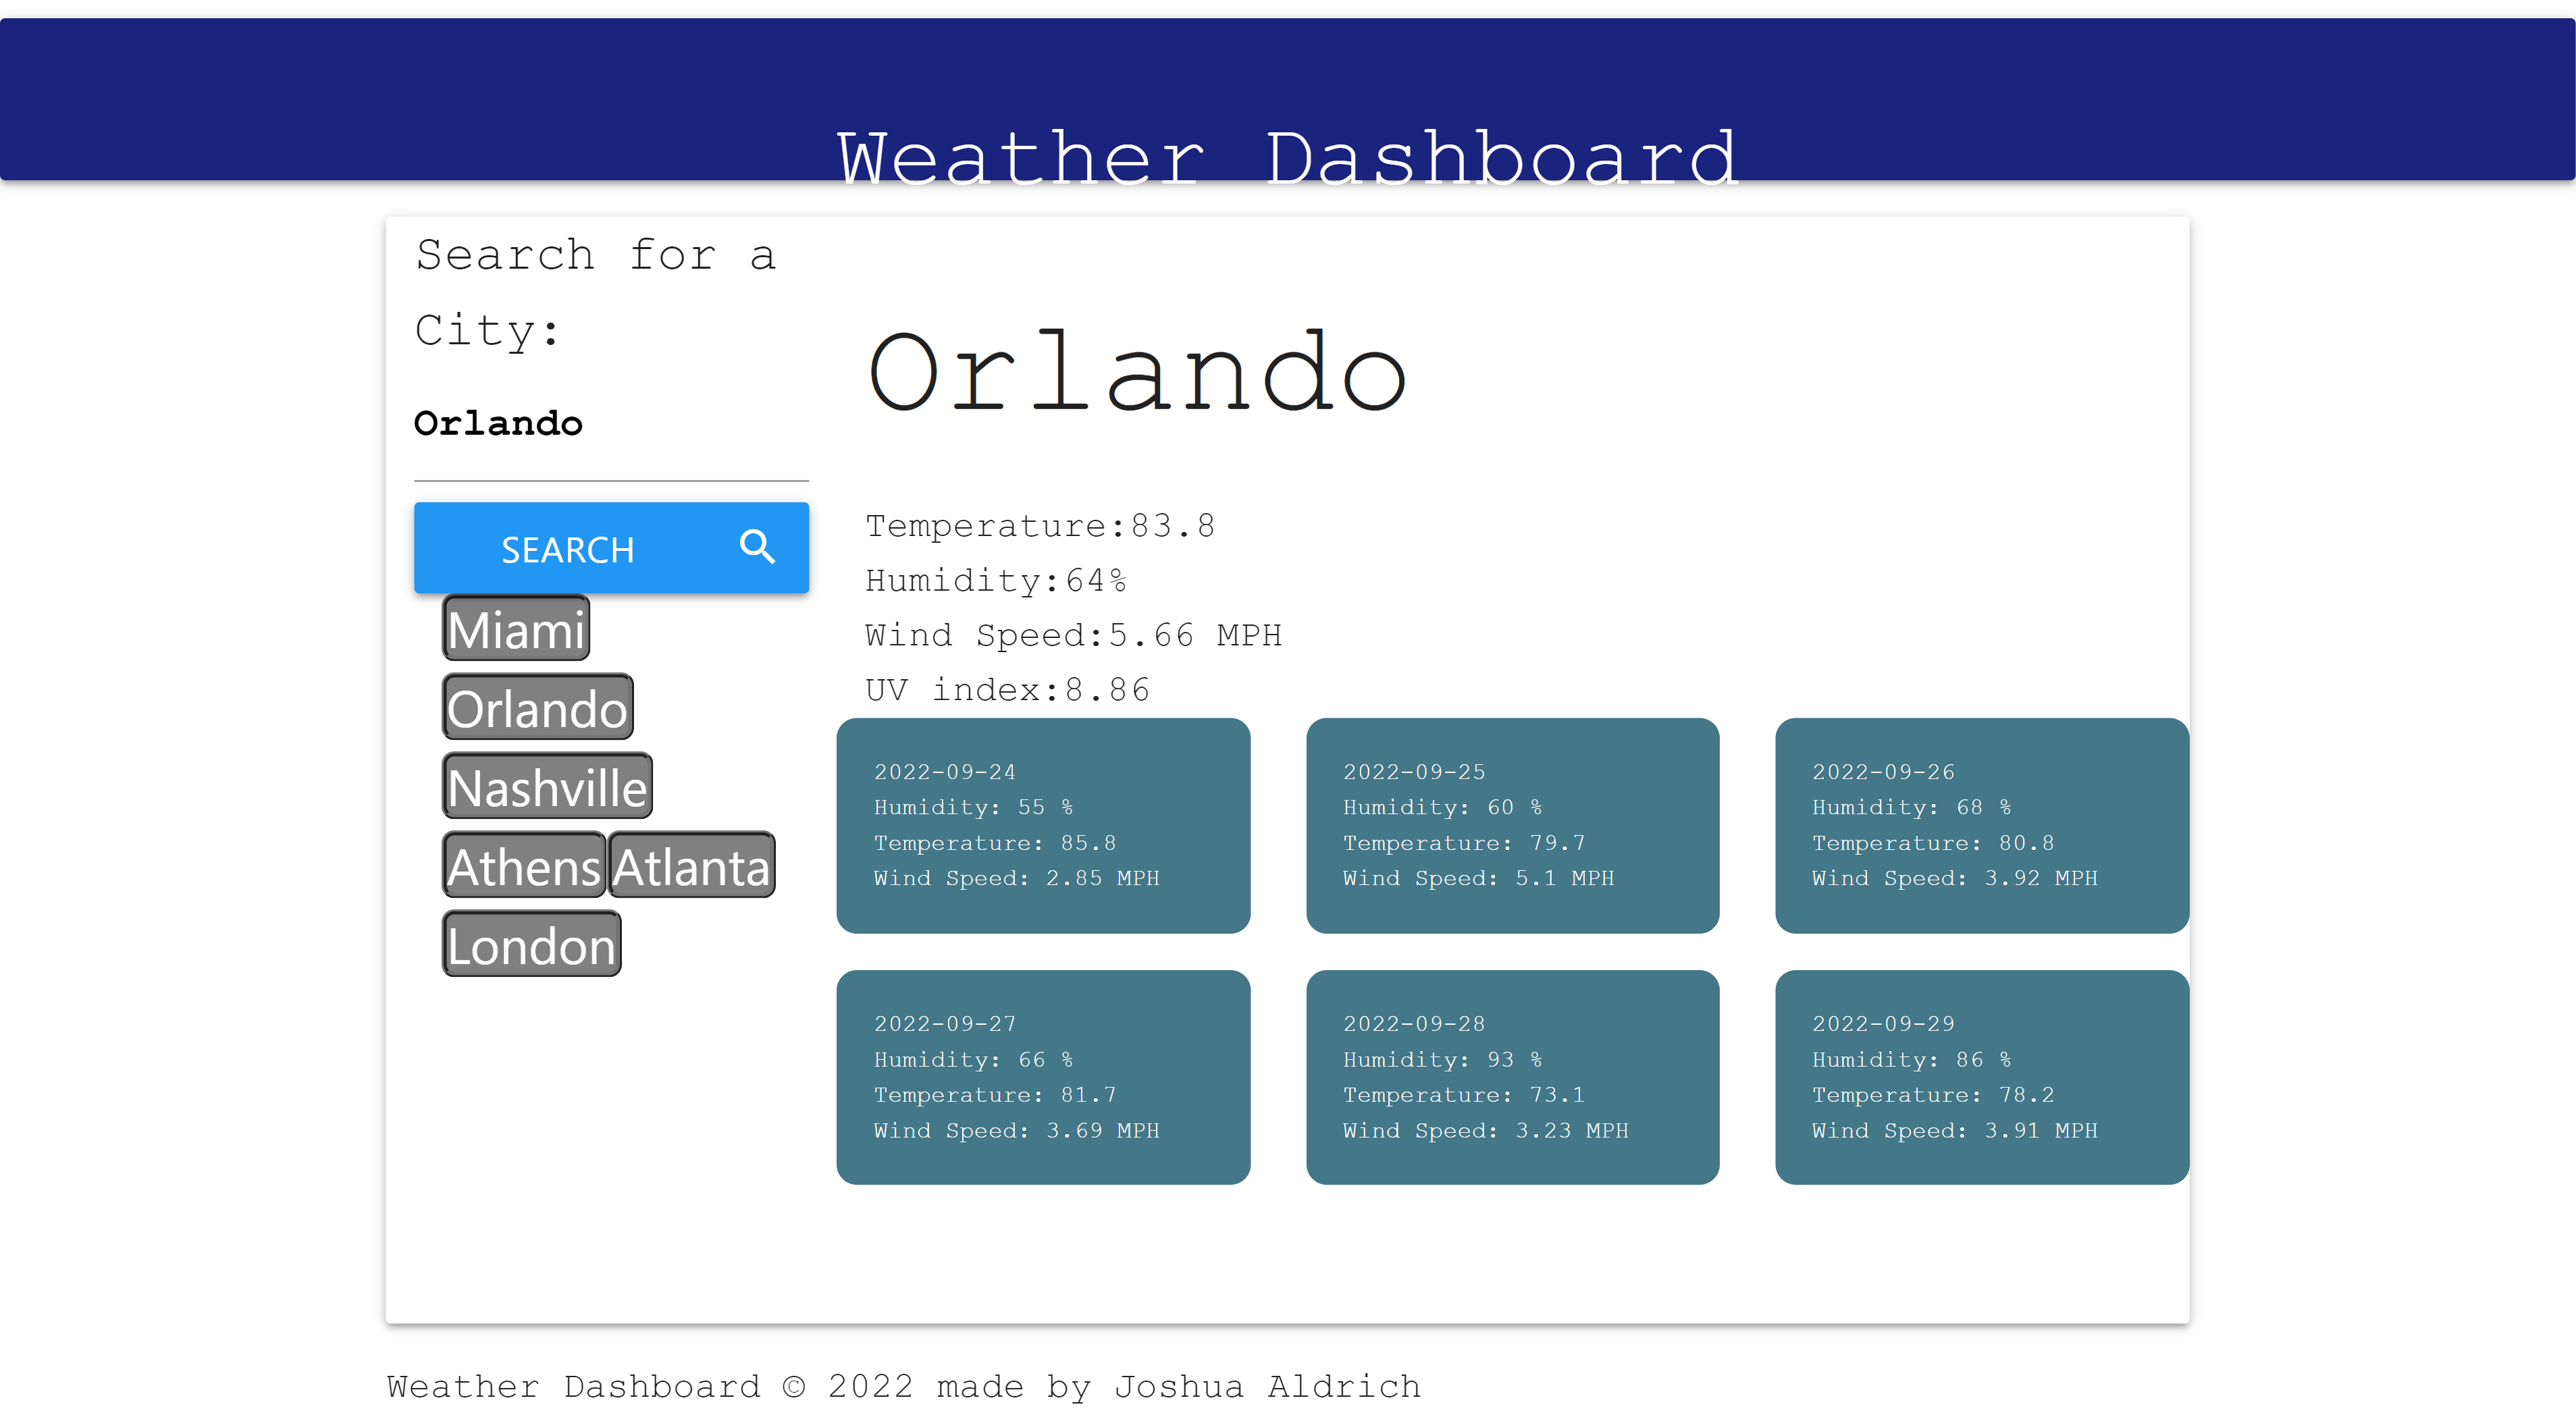 Weather Dashboard
Search for a
City:
Orlando
SEARCH
Miami
Orlando
Nashville
Athens Atlanta
London
Orlando
Temperature:83.8
Humidity:64%
Wind Speed:5.66 MPH
UV index:8.86
2022-09-24
Humidity: 55 %
Temperature: 85.8
Wind Speed: 2.85 MPH
2022-09-25
Humidity: 60 %
Temperature: 79.7
Wind Speed: 5.1 MPH
2022-09-26
Humidity: 68 %
Temperature: 80.8
Wind Speed: 3.92 MPH
2022-09-27
Humidity: 66 %
Temperature: 81.7
Wind Speed: 3.69 MPH
2022-09-28
Humidity: 93 %
Temperature: 73.1
Wind Speed: 3.23 MPH
2022-09-29
Humidity: 86 %
Temperature: 78.2
Wind Speed: 3.91 MPH
Weather Dashboard © 2022 made by Joshua Aldrich